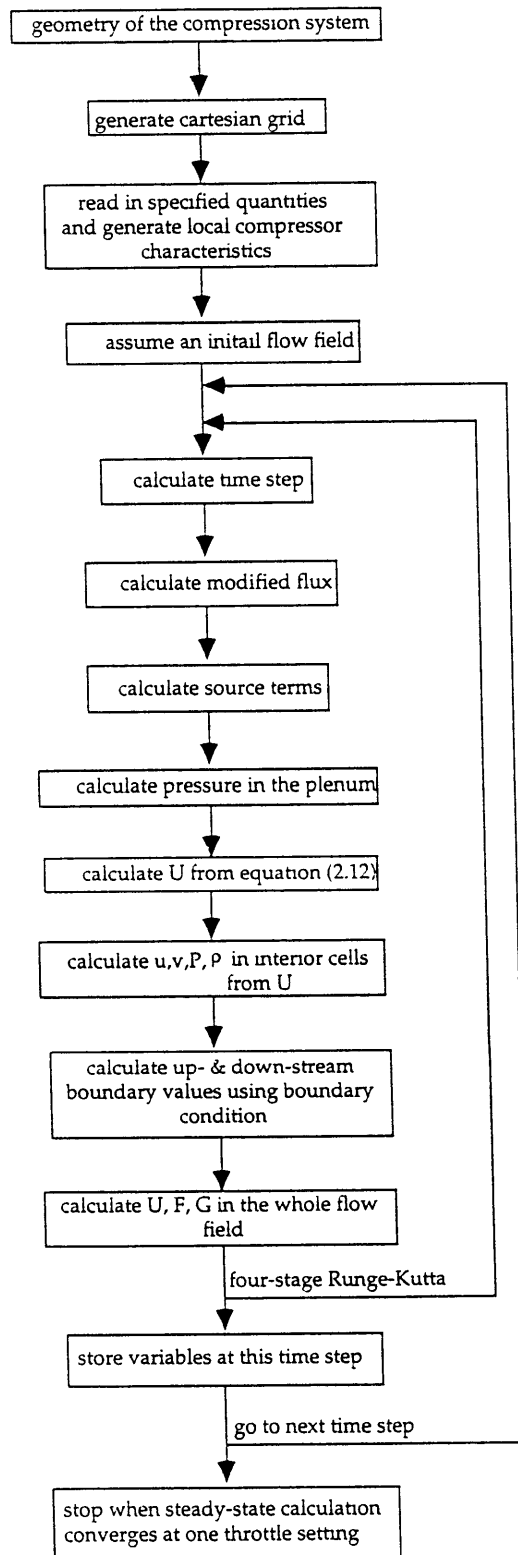 geometry of the compression system
generate cartesian grid
read in specified quantities
and generate local compressor
characteristics
assume an initail flow field
calculate time step
calculate modified flux
calculate source terms
calculate pressure in the plenum
calculate U from equation (2.12)
calculate u,v,P, ρ in interior cells
from U
calculate up- & down-stream
boundary values using boundary
condition
calculate U, F, G in the whole flow
field
four-stage Runge-Kutta
store variables at this time step
go to next time step
stop when steady-state calculation
converges at one throttle setting